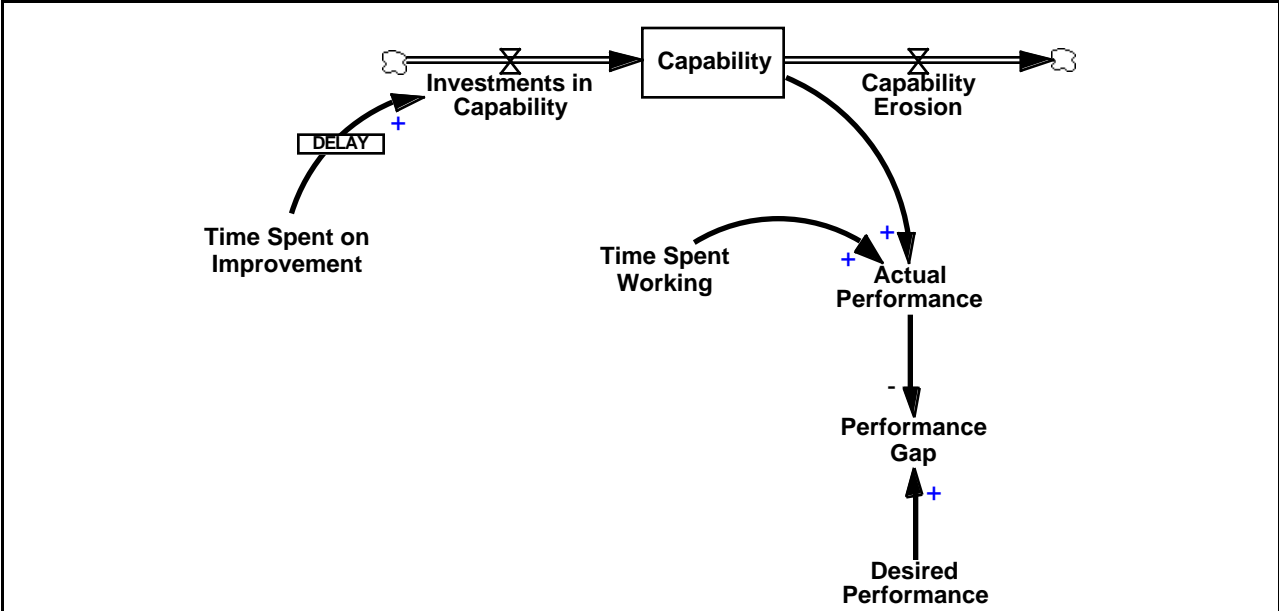 Capability
Investments in
Capability
Capability
Erosion
+
DELAY
Time Spent on
Improvement
Time Spent
Working
+
+
Actual
Performance
-
Performance
Gap
+
Desired
Performance